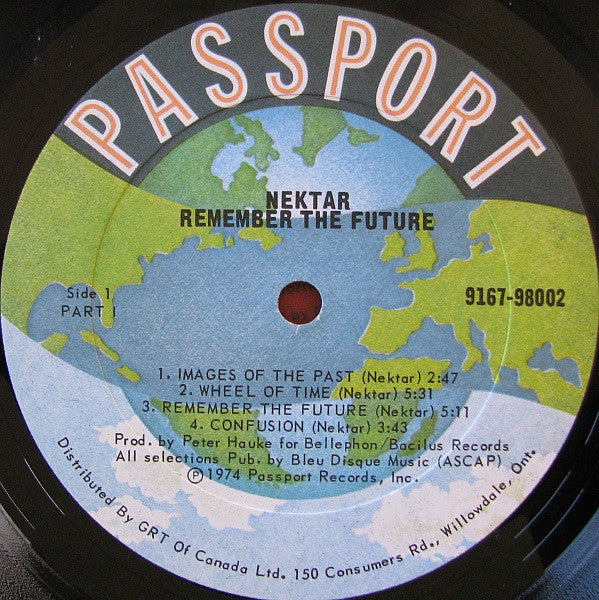 PASSPORT
NEKTAR
REMEMBER THE FUTURE
Side 1
PART I
9167-98002
1. IMAGES OF THE PAST (Nektar) 2:47
2. WHEEL OF TIME (Nektar) 5:31
3. REMEMBER THE FUTURE (Nektar) 5:11
4. CONFUSION (Nektar) 3:43
Prod. by Peter Hauke for Bellephon/Bacilus Records
All selections Pub. by Bleu Disque Music (ASCAP)
Ⓟ1974 Passport Records, Inc.
Distributed By GRT Of Canada Ltd. 150 Consumers Rd., Willowdale, Ont.